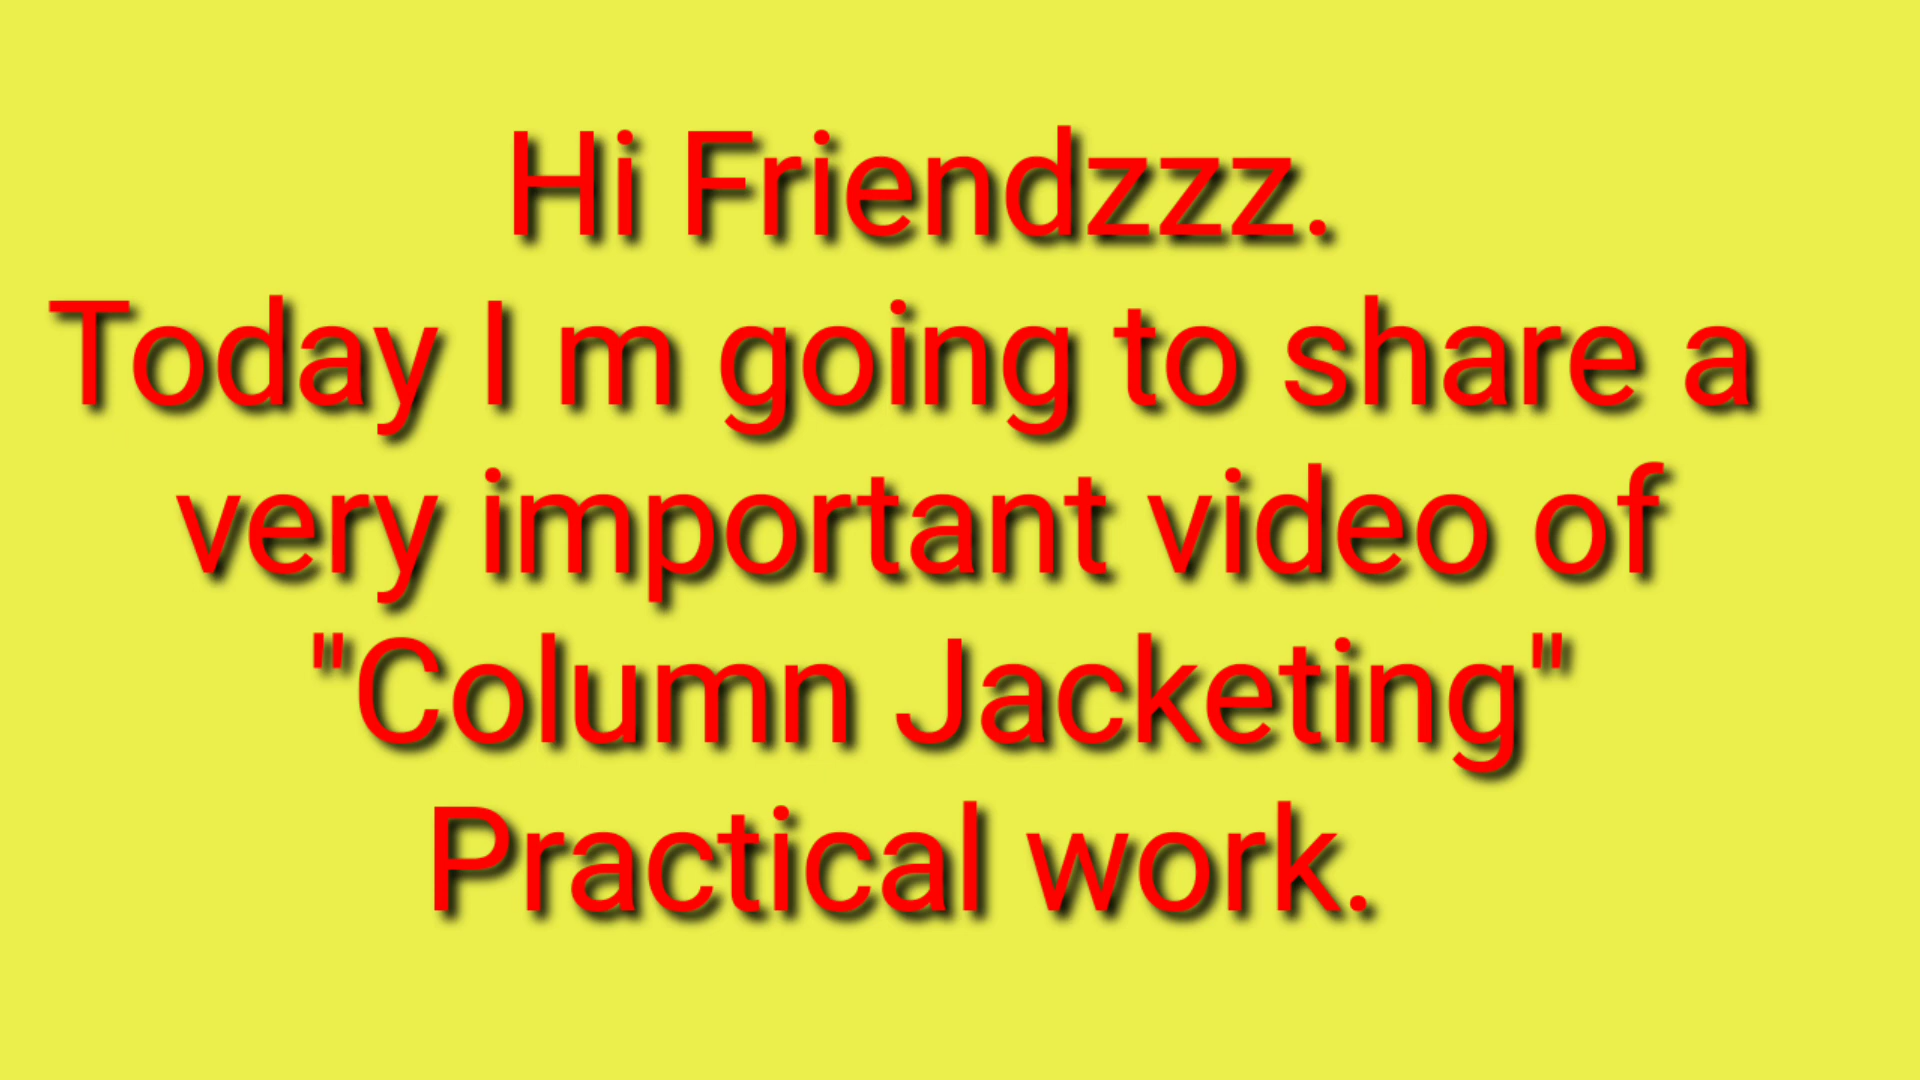 Hi Friendzzz.
Today I m going to share a
very important video of
"Column Jacketing"
Practical work.